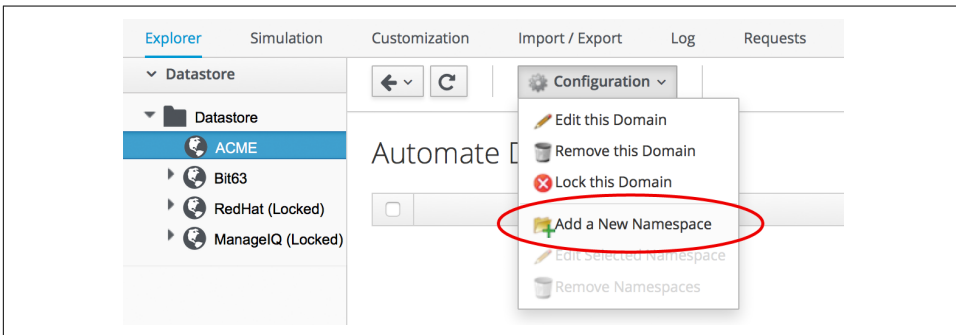 Explorer Simulation Customization Import / Export Log Requests
Datastore
Configuration
Datastore
ACME
Bit63
RedHat (Locked)
ManageIQ (Locked)
Automate D
Edit this Domain
Remove this Domain
Lock this Domain
Add a New Namespace
Edit Selected Namespace
Remove Namespaces